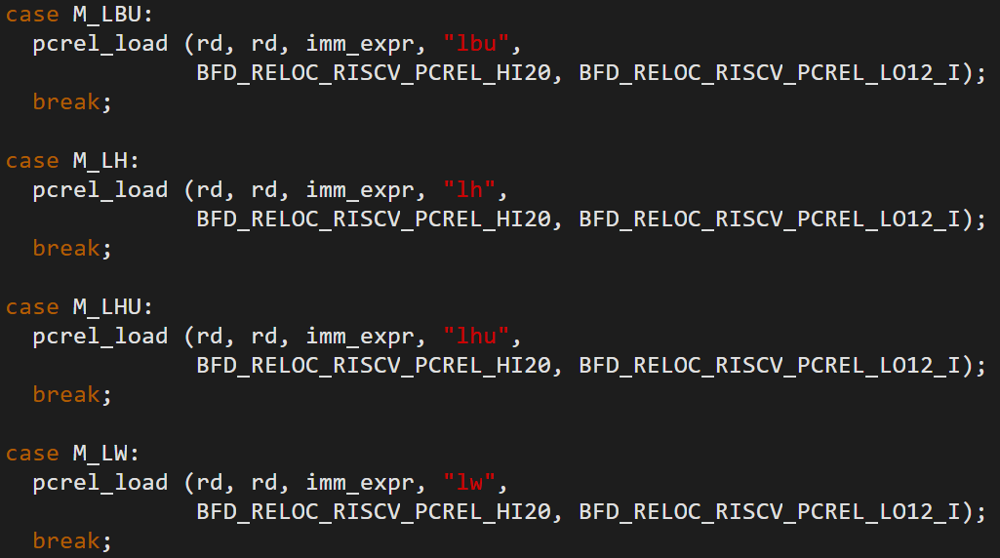 case M_LBU:
  pcrel_load (rd, rd, imm_expr, "lbu",
              BFD_RELOC_RISCV_PCREL_HI20, BFD_RELOC_RISCV_PCREL_LO12_I);
  break;

case M_LH:
  pcrel_load (rd, rd, imm_expr, "lh",
              BFD_RELOC_RISCV_PCREL_HI20, BFD_RELOC_RISCV_PCREL_LO12_I);
  break;

case M_LHU:
  pcrel_load (rd, rd, imm_expr, "lhu",
              BFD_RELOC_RISCV_PCREL_HI20, BFD_RELOC_RISCV_PCREL_LO12_I);
  break;

case M_LW:
  pcrel_load (rd, rd, imm_expr, "lw",
              BFD_RELOC_RISCV_PCREL_HI20, BFD_RELOC_RISCV_PCREL_LO12_I);
  break;